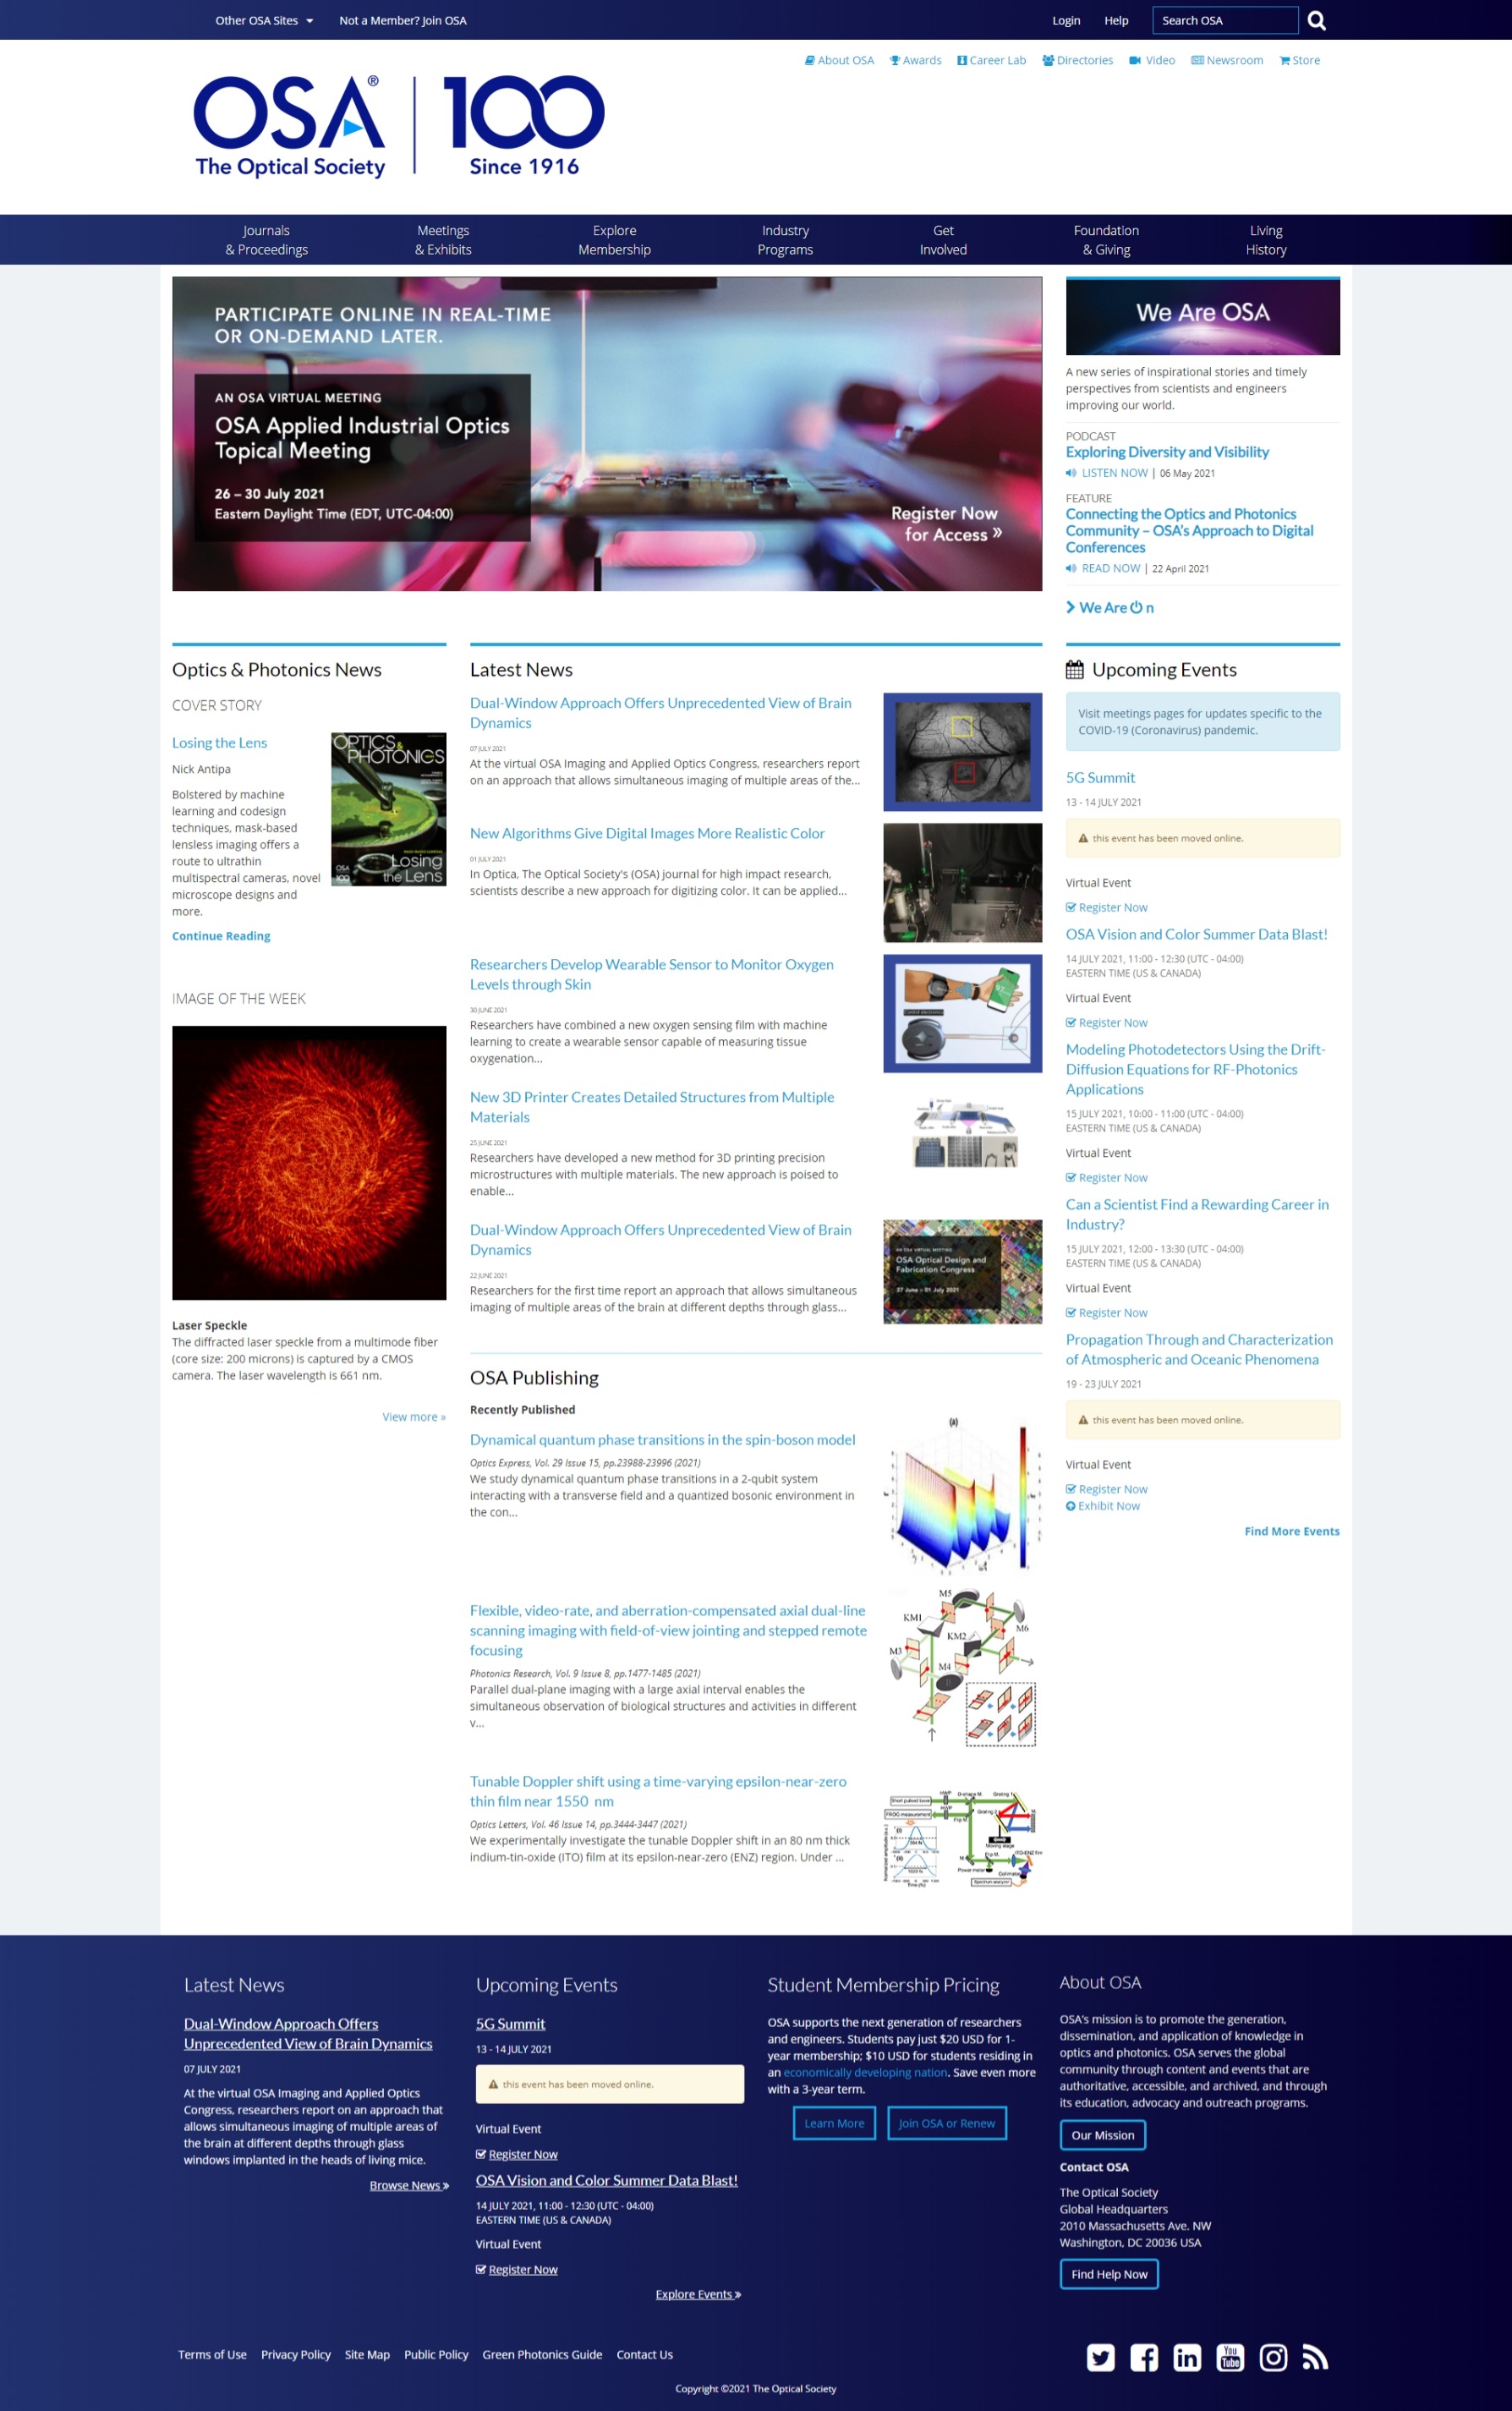 Other OSA Sites
Not a Member? Join OSA
Login
Help
Search OSA
About OSA
Awards
Career Lab
Directories
Video
Newsroom
Store
OSA®
The Optical Society
100
Since 1916
Journals
& Proceedings
Meetings
& Exhibits
Explore
Membership
Industry
Programs
Get
Involved
Foundation
& Giving
Living
History
PARTICIPATE ONLINE IN REAL-TIME
OR ON-DEMAND LATER.
AN OSA VIRTUAL MEETING
OSA Applied Industrial Optics
Topical Meeting
26 – 30 July 2021
Eastern Daylight Time (EDT, UTC-04:00)
Register Now
for Access »
We Are OSA
A new series of inspirational stories and timely
perspectives from scientists and engineers
improving our world.
PODCAST
Exploring Diversity and Visibility
LISTEN NOW | 06 May 2021
FEATURE
Connecting the Optics and Photonics
Community – OSA's Approach to Digital
Conferences
READ NOW | 22 April 2021
We Are On
Optics & Photonics News
COVER STORY
Losing the Lens
Nick Antipa
Bolstered by machine
learning and codesign
techniques, mask-based
lensless imaging offers a
route to ultrathin
multispectral cameras, novel
microscope designs and
more.
Continue Reading
OPTICS &
PHOTONICS
OSA
100
Losing
the Lens
IMAGE OF THE WEEK
Laser Speckle
The diffracted laser speckle from a multimode fiber
(core size: 200 microns) is captured by a CMOS
camera. The laser wavelength is 661 nm.
View more »
Latest News
Dual-Window Approach Offers Unprecedented View of Brain
Dynamics
07 JULY 2021
At the virtual OSA Imaging and Applied Optics Congress, researchers report
on an approach that allows simultaneous imaging of multiple areas of the...
New Algorithms Give Digital Images More Realistic Color
01 JULY 2021
In Optica, The Optical Society's (OSA) journal for high impact research,
scientists describe a new approach for digitizing color. It can be applied...
Researchers Develop Wearable Sensor to Monitor Oxygen
Levels through Skin
30 JUNE 2021
Researchers have combined a new oxygen sensing film with machine
learning to create a wearable sensor capable of measuring tissue
oxygenation...
New 3D Printer Creates Detailed Structures from Multiple
Materials
25 JUNE 2021
Researchers have developed a new method for 3D printing precision
microstructures with multiple materials. The new approach is poised to
enable...
Dual-Window Approach Offers Unprecedented View of Brain
Dynamics
22 JUNE 2021
Researchers for the first time report an approach that allows simultaneous
imaging of multiple areas of the brain at different depths through glass...
AN OSA VIRTUAL MEETING
OSA Optical Design and
Fabrication Congress
27 June – 01 July 2021
OSA Publishing
Recently Published
Dynamical quantum phase transitions in the spin-boson model
Optics Express, Vol. 29 Issue 15, pp.23988-23996 (2021)
We study dynamical quantum phase transitions in a 2-qubit system
interacting with a transverse field and a quantized bosonic environment in
the con...
(a)
Flexible, video-rate, and aberration-compensated axial dual-line
scanning imaging with field-of-view jointing and stepped remote
focusing
Photonics Research, Vol. 9 Issue 8, pp.1477-1485 (2021)
Parallel dual-plane imaging with a large axial interval enables the
simultaneous observation of biological structures and activities in different
v...
M5
KM1
M6
KM2
M3
M4
Tunable Doppler shift using a time-varying epsilon-near-zero
thin film near 1550 nm
Optics Letters, Vol. 46 Issue 14, pp.3444-3447 (2021)
We experimentally investigate the tunable Doppler shift in an 80 nm thick
indium-tin-oxide (ITO) film at its epsilon-near-zero (ENZ) region. Under ...
Upcoming Events
Visit meetings pages for updates specific to the
COVID-19 (Coronavirus) pandemic.
5G Summit
13 - 14 JULY 2021
this event has been moved online.
Virtual Event
Register Now
OSA Vision and Color Summer Data Blast!
14 JULY 2021, 11:00 - 12:30 (UTC - 04:00)
EASTERN TIME (US & CANADA)
Virtual Event
Register Now
Modeling Photodetectors Using the Drift-
Diffusion Equations for RF-Photonics
Applications
15 JULY 2021, 10:00 - 11:00 (UTC - 04:00)
EASTERN TIME (US & CANADA)
Virtual Event
Register Now
Can a Scientist Find a Rewarding Career in
Industry?
15 JULY 2021, 12:00 - 13:30 (UTC - 04:00)
EASTERN TIME (US & CANADA)
Virtual Event
Register Now
Propagation Through and Characterization
of Atmospheric and Oceanic Phenomena
19 - 23 JULY 2021
this event has been moved online.
Virtual Event
Register Now
Exhibit Now
Find More Events
Latest News
Dual-Window Approach Offers
Unprecedented View of Brain Dynamics
07 JULY 2021
At the virtual OSA Imaging and Applied Optics
Congress, researchers report on an approach that
allows simultaneous imaging of multiple areas of
the brain at different depths through glass
windows implanted in the heads of living mice.
Browse News »
Upcoming Events
5G Summit
13 - 14 JULY 2021
this event has been moved online.
Virtual Event
Register Now
OSA Vision and Color Summer Data Blast!
14 JULY 2021, 11:00 - 12:30 (UTC - 04:00)
EASTERN TIME (US & CANADA)
Virtual Event
Register Now
Explore Events »
Student Membership Pricing
OSA supports the next generation of researchers
and engineers. Students pay just $20 USD for 1-
year membership; $10 USD for students residing in
an economically developing nation. Save even more
with a 3-year term.
Learn More
Join OSA or Renew
About OSA
OSA's mission is to promote the generation,
dissemination, and application of knowledge in
optics and photonics. OSA serves the global
community through content and events that are
authoritative, accessible, and archived, and through
its education, advocacy and outreach programs.
Our Mission
Contact OSA
The Optical Society
Global Headquarters
2010 Massachusetts Ave. NW
Washington, DC 20036 USA
Find Help Now
Terms of Use
Privacy Policy
Site Map
Public Policy
Green Photonics Guide
Contact Us
You
Tube
Copyright ©2021 The Optical Society